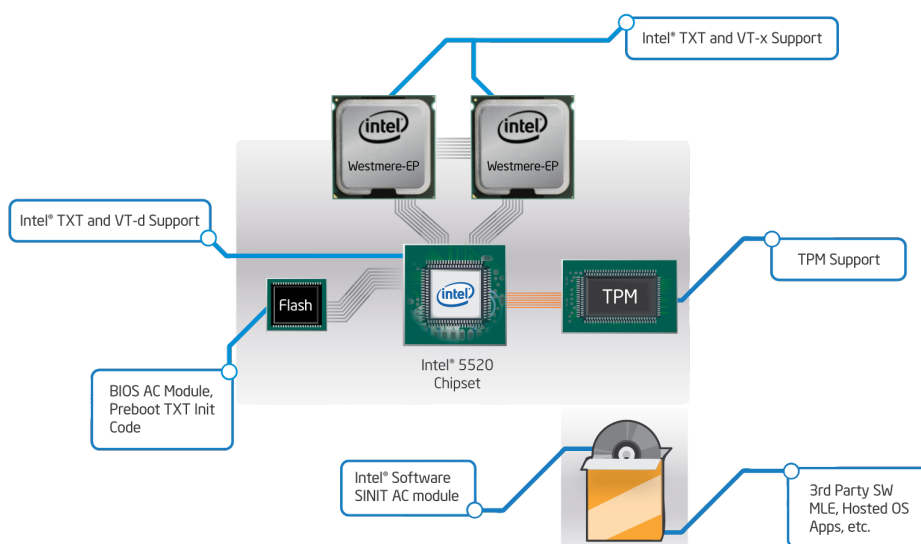 Intel® TXT and VT-x Support
intel
Westmere-EP
intel
Westmere-EP
Intel® TXT and VT-d Support
TPM Support
Flash
intel
TPM
Intel® 5520
Chipset
BIOS AC Module,
Preboot TXT Init
Code
Intel® Software
SINIT AC module
3rd Party SW
MLE, Hosted OS
Apps, etc.